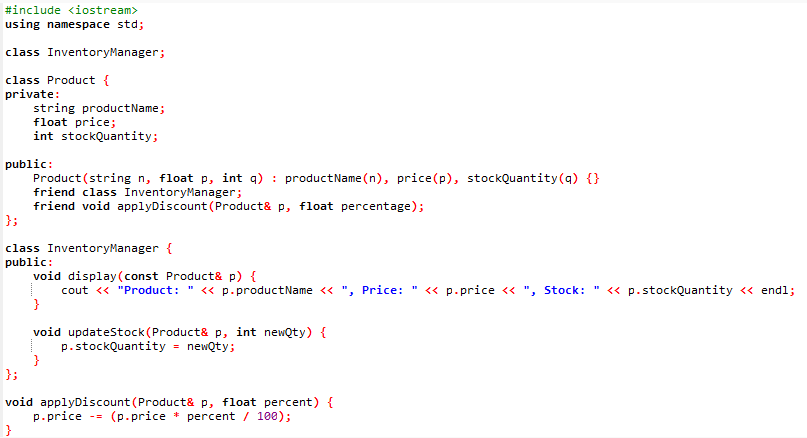 #include <iostream>
using namespace std;

class InventoryManager;

class Product {
private:
    string productName;
    float price;
    int stockQuantity;

public:
    Product(string n, float p, int q) : productName(n), price(p), stockQuantity(q) {}
    friend class InventoryManager;
    friend void applyDiscount(Product& p, float percentage);
};

class InventoryManager {
public:
    void display(const Product& p) {
        cout << "Product: " << p.productName << ", Price: " << p.price << ", Stock: " << p.stockQuantity << endl;
    }

    void updateStock(Product& p, int newQty) {
        p.stockQuantity = newQty;
    }
};

void applyDiscount(Product& p, float percent) {
    p.price -= (p.price * percent / 100);
}